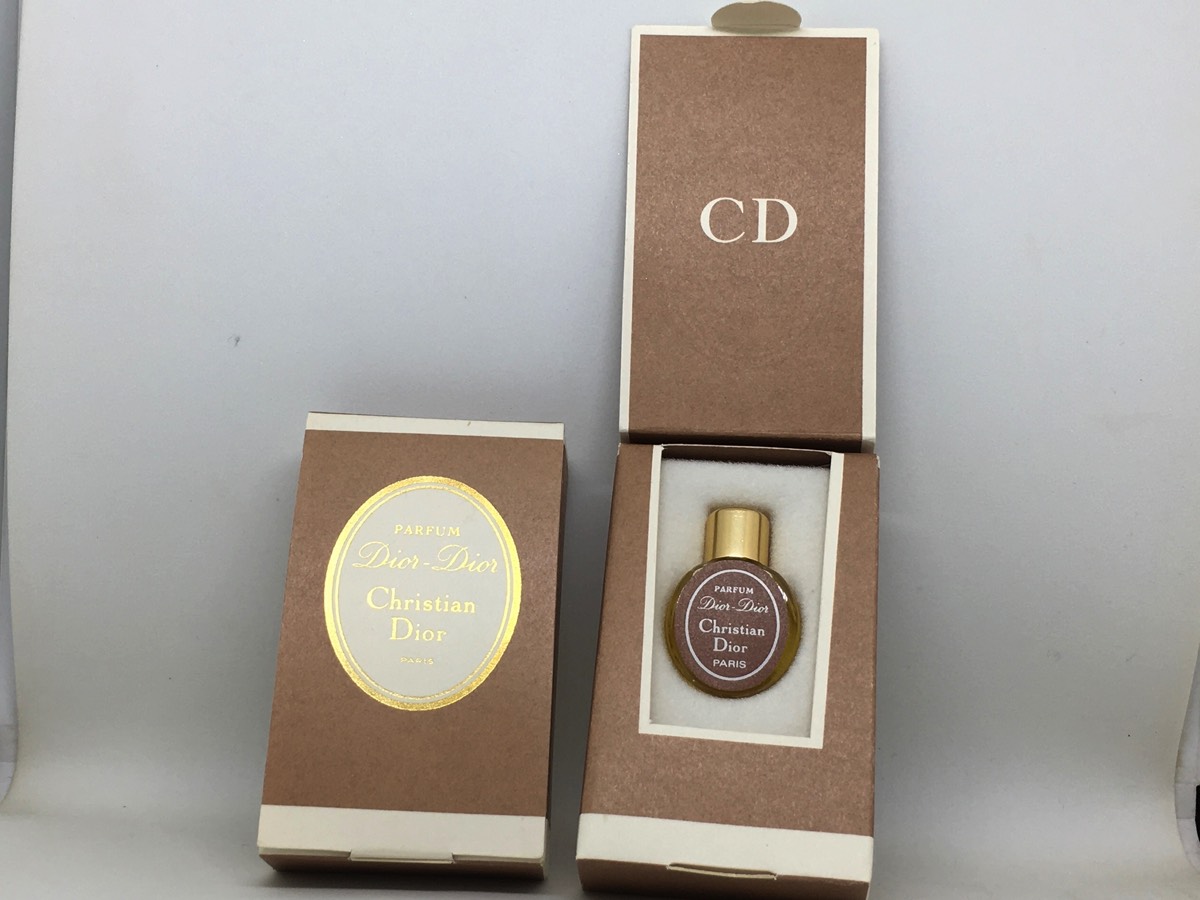 PARFUM
Dior-Dior
Christian
Dior
PARIS
CD
PARFUM
Dior-Dior
Christian
Dior
PARIS